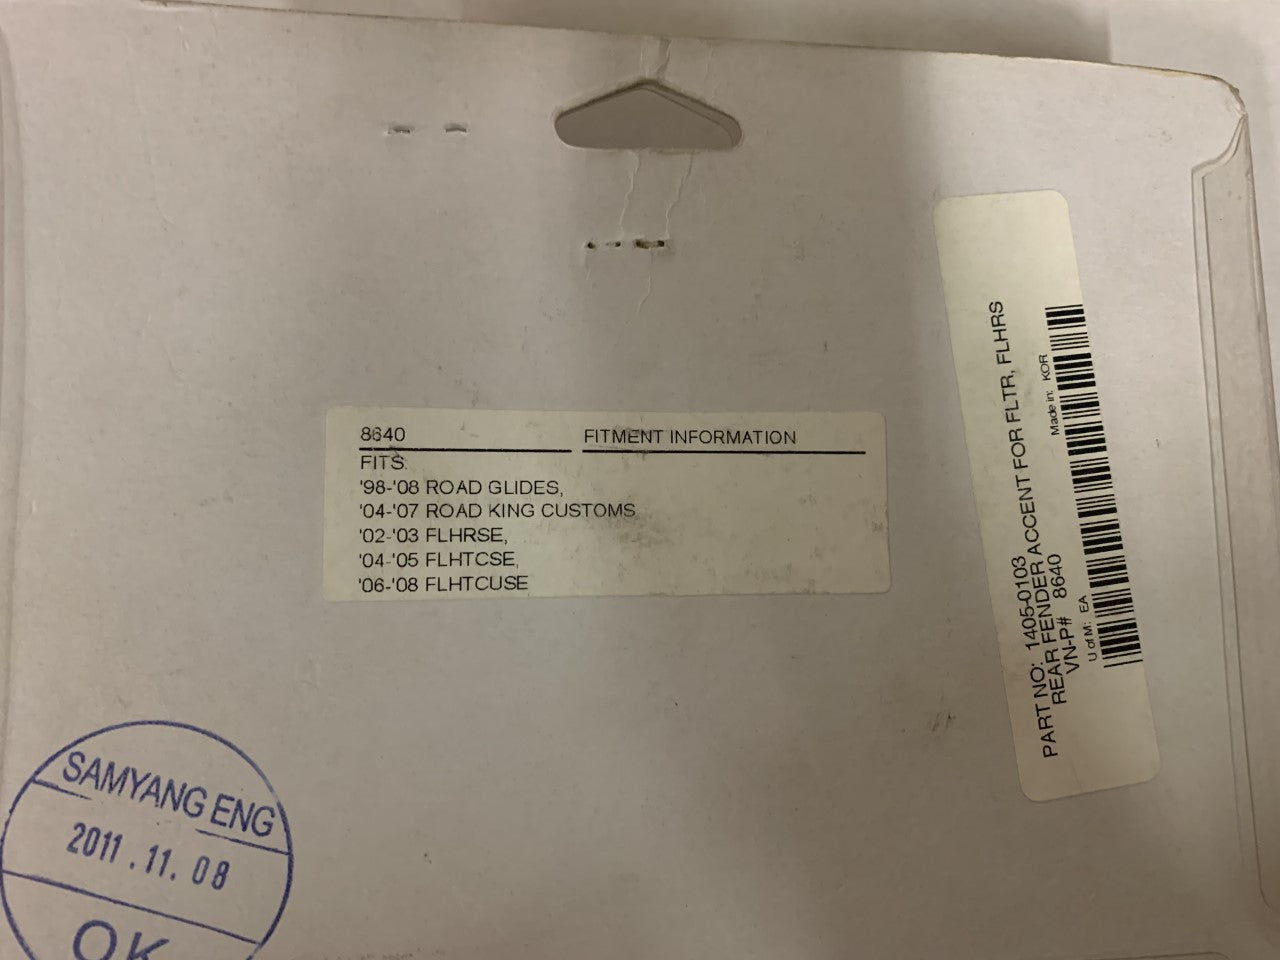 8640 FITMENT INFORMATION
FITS:
'98-'08 ROAD GLIDES,
'04-'07 ROAD KING CUSTOMS
'02-'03 FLHRSE,
'04-'05 FLHTCSE,
'06-'08 FLHTCUSE
PART NO: 1405-0103
REAR FENDER ACCENT FOR FLTR, FLHRS
VN-P# 8640
U of M: EA Made in: KOR
SAMYANG ENG
2011.11.08
OK